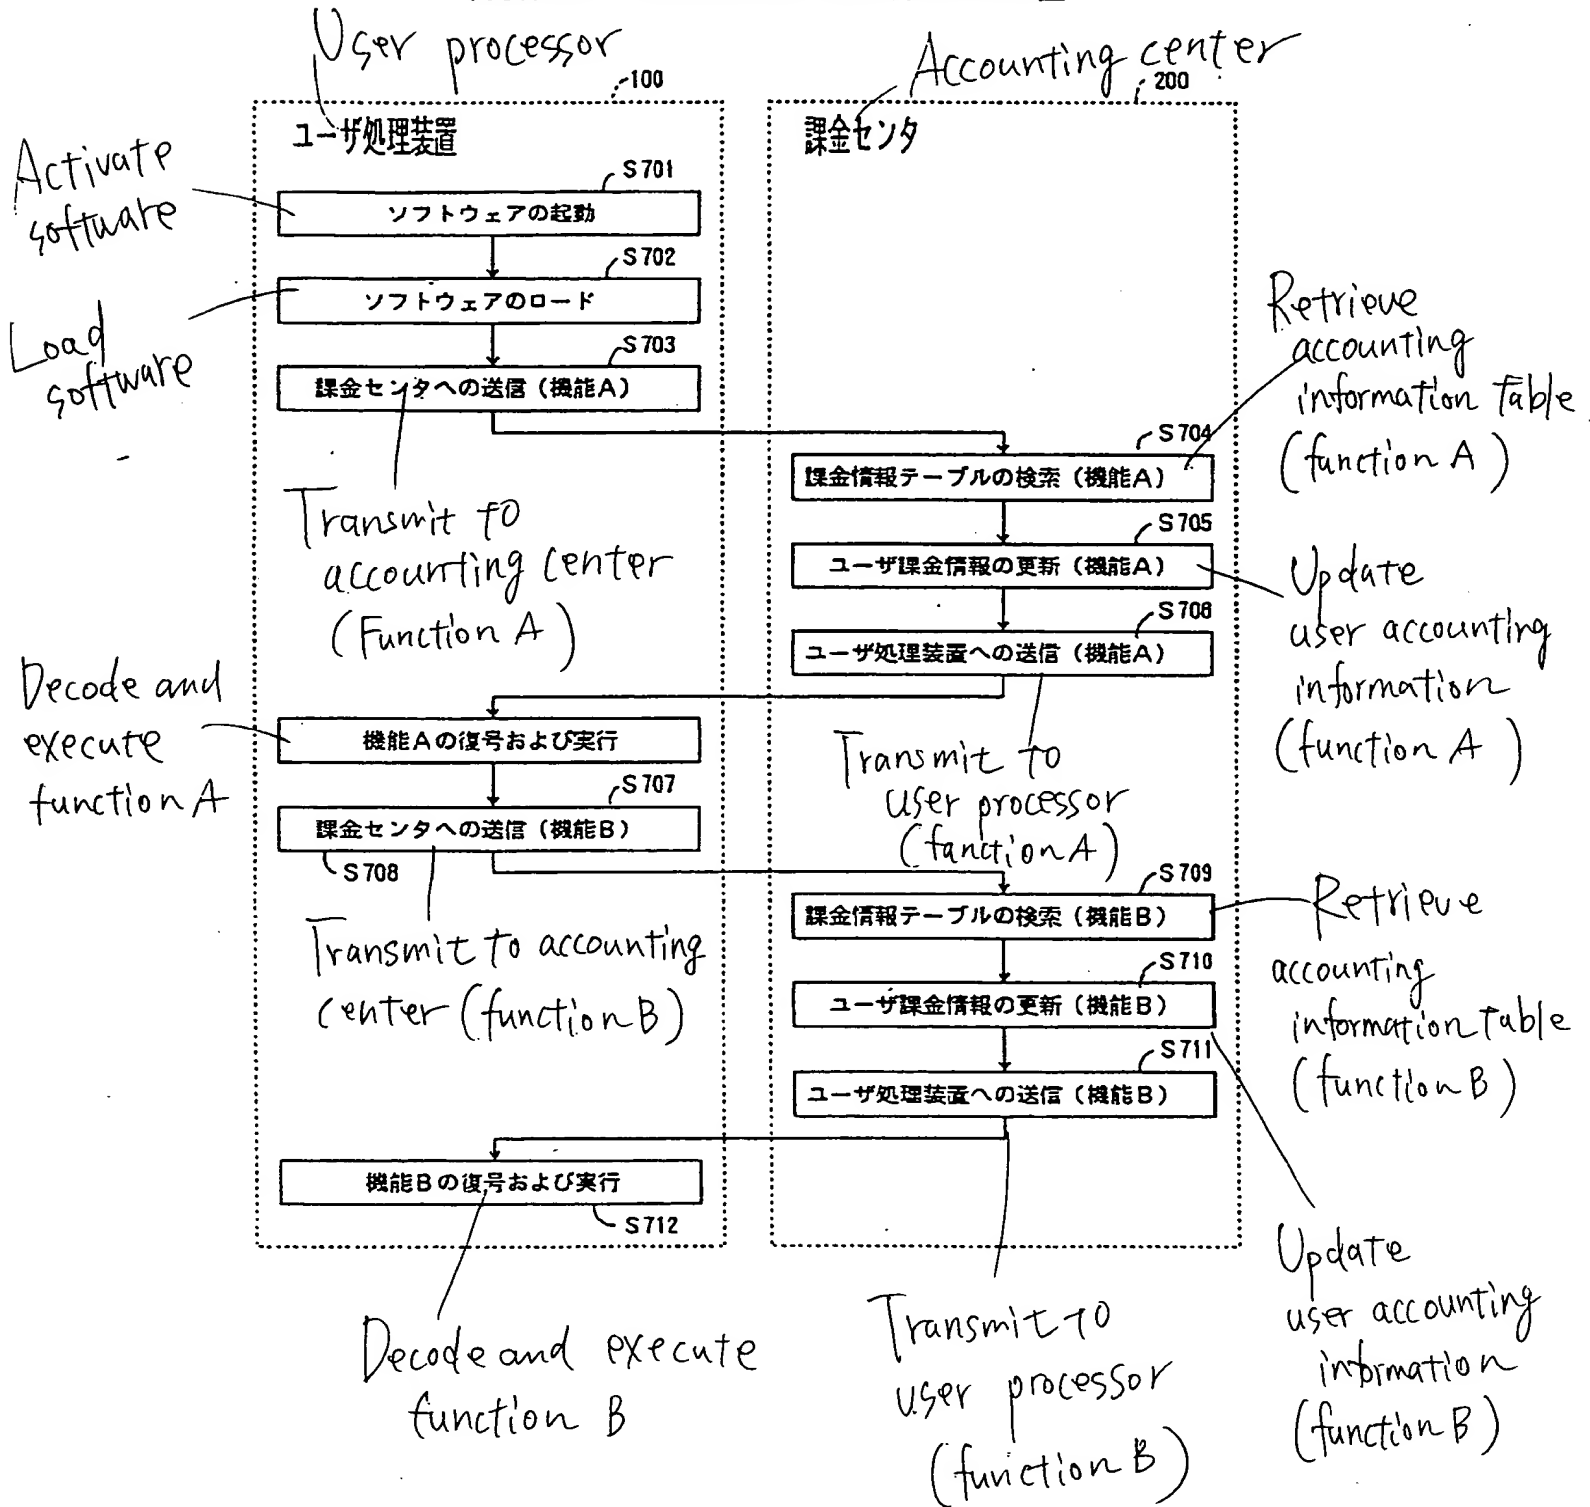 User processor
Accounting center
100
200
ユーザ処理装置
課金センタ
Activate
software
S701
ソフトウェアの起動
S702
ソフトウェアのロード
Load
software
S703
課金センタへの送信（機能A）
Retrieve
accounting
information table
(function A)
S704
課金情報テーブルの検索（機能A）
Transmit to
accounting center
(Function A)
S705
ユーザ課金情報の更新（機能A）
Update
user accounting
information
(function A)
S706
ユーザ処理装置への送信（機能A）
Decode and
execute
function A
機能Aの復号および実行
Transmit to
user processor
(fanction A)
S707
課金センタへの送信（機能B）
S708
S709
課金情報テーブルの検索（機能B）
Retrieve
accounting
information table
(function B)
Transmit to accounting
center (function B)
S710
ユーザ課金情報の更新（機能B）
S711
ユーザ処理装置への送信（機能B）
機能Bの復号および実行
S712
Decode and execute
function B
Transmit to
user processor
(function B)
Update
user accounting
information
(function B)